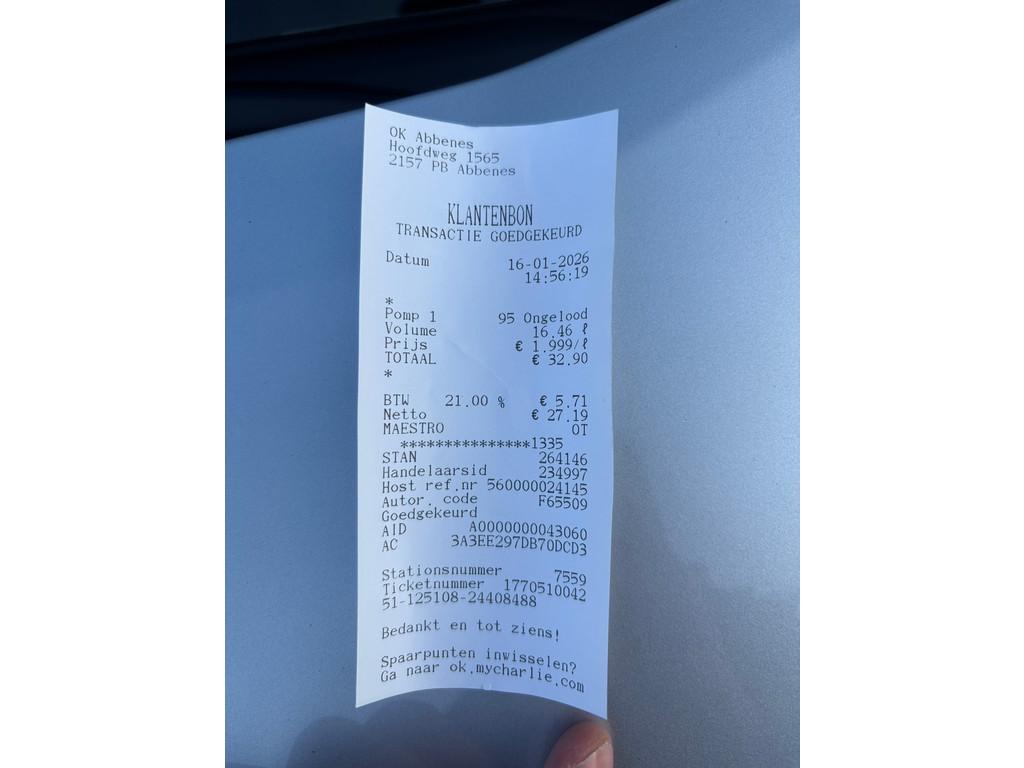 OK Abbenes
Hoofdweg 1565
2157 PB Abbenes
KLANTENBON
TRANSACTIE GOEDGEKEURD
Datum 16-01-2026
14:56:19
*
Pomp 1 95 Ongelood
Volume 16.46 ℓ
Prijs € 1.999/ℓ
TOTAAL € 32.90
*
BTW 21.00 % € 5.71
Netto € 27.19
MAESTRO OT
***************1335
STAN 264146
Handelaarsid 234997
Host ref.nr 560000024145
Autor. code F65509
Goedgekeurd
AID A0000000043060
AC 3A3EE297DB70DCD3
Stationsnummer 7559
Ticketnummer 1770510042
51-125108-24408488
Bedankt en tot ziens!
Spaarpunten inwisselen?
Ga naar ok.mycharlie.com